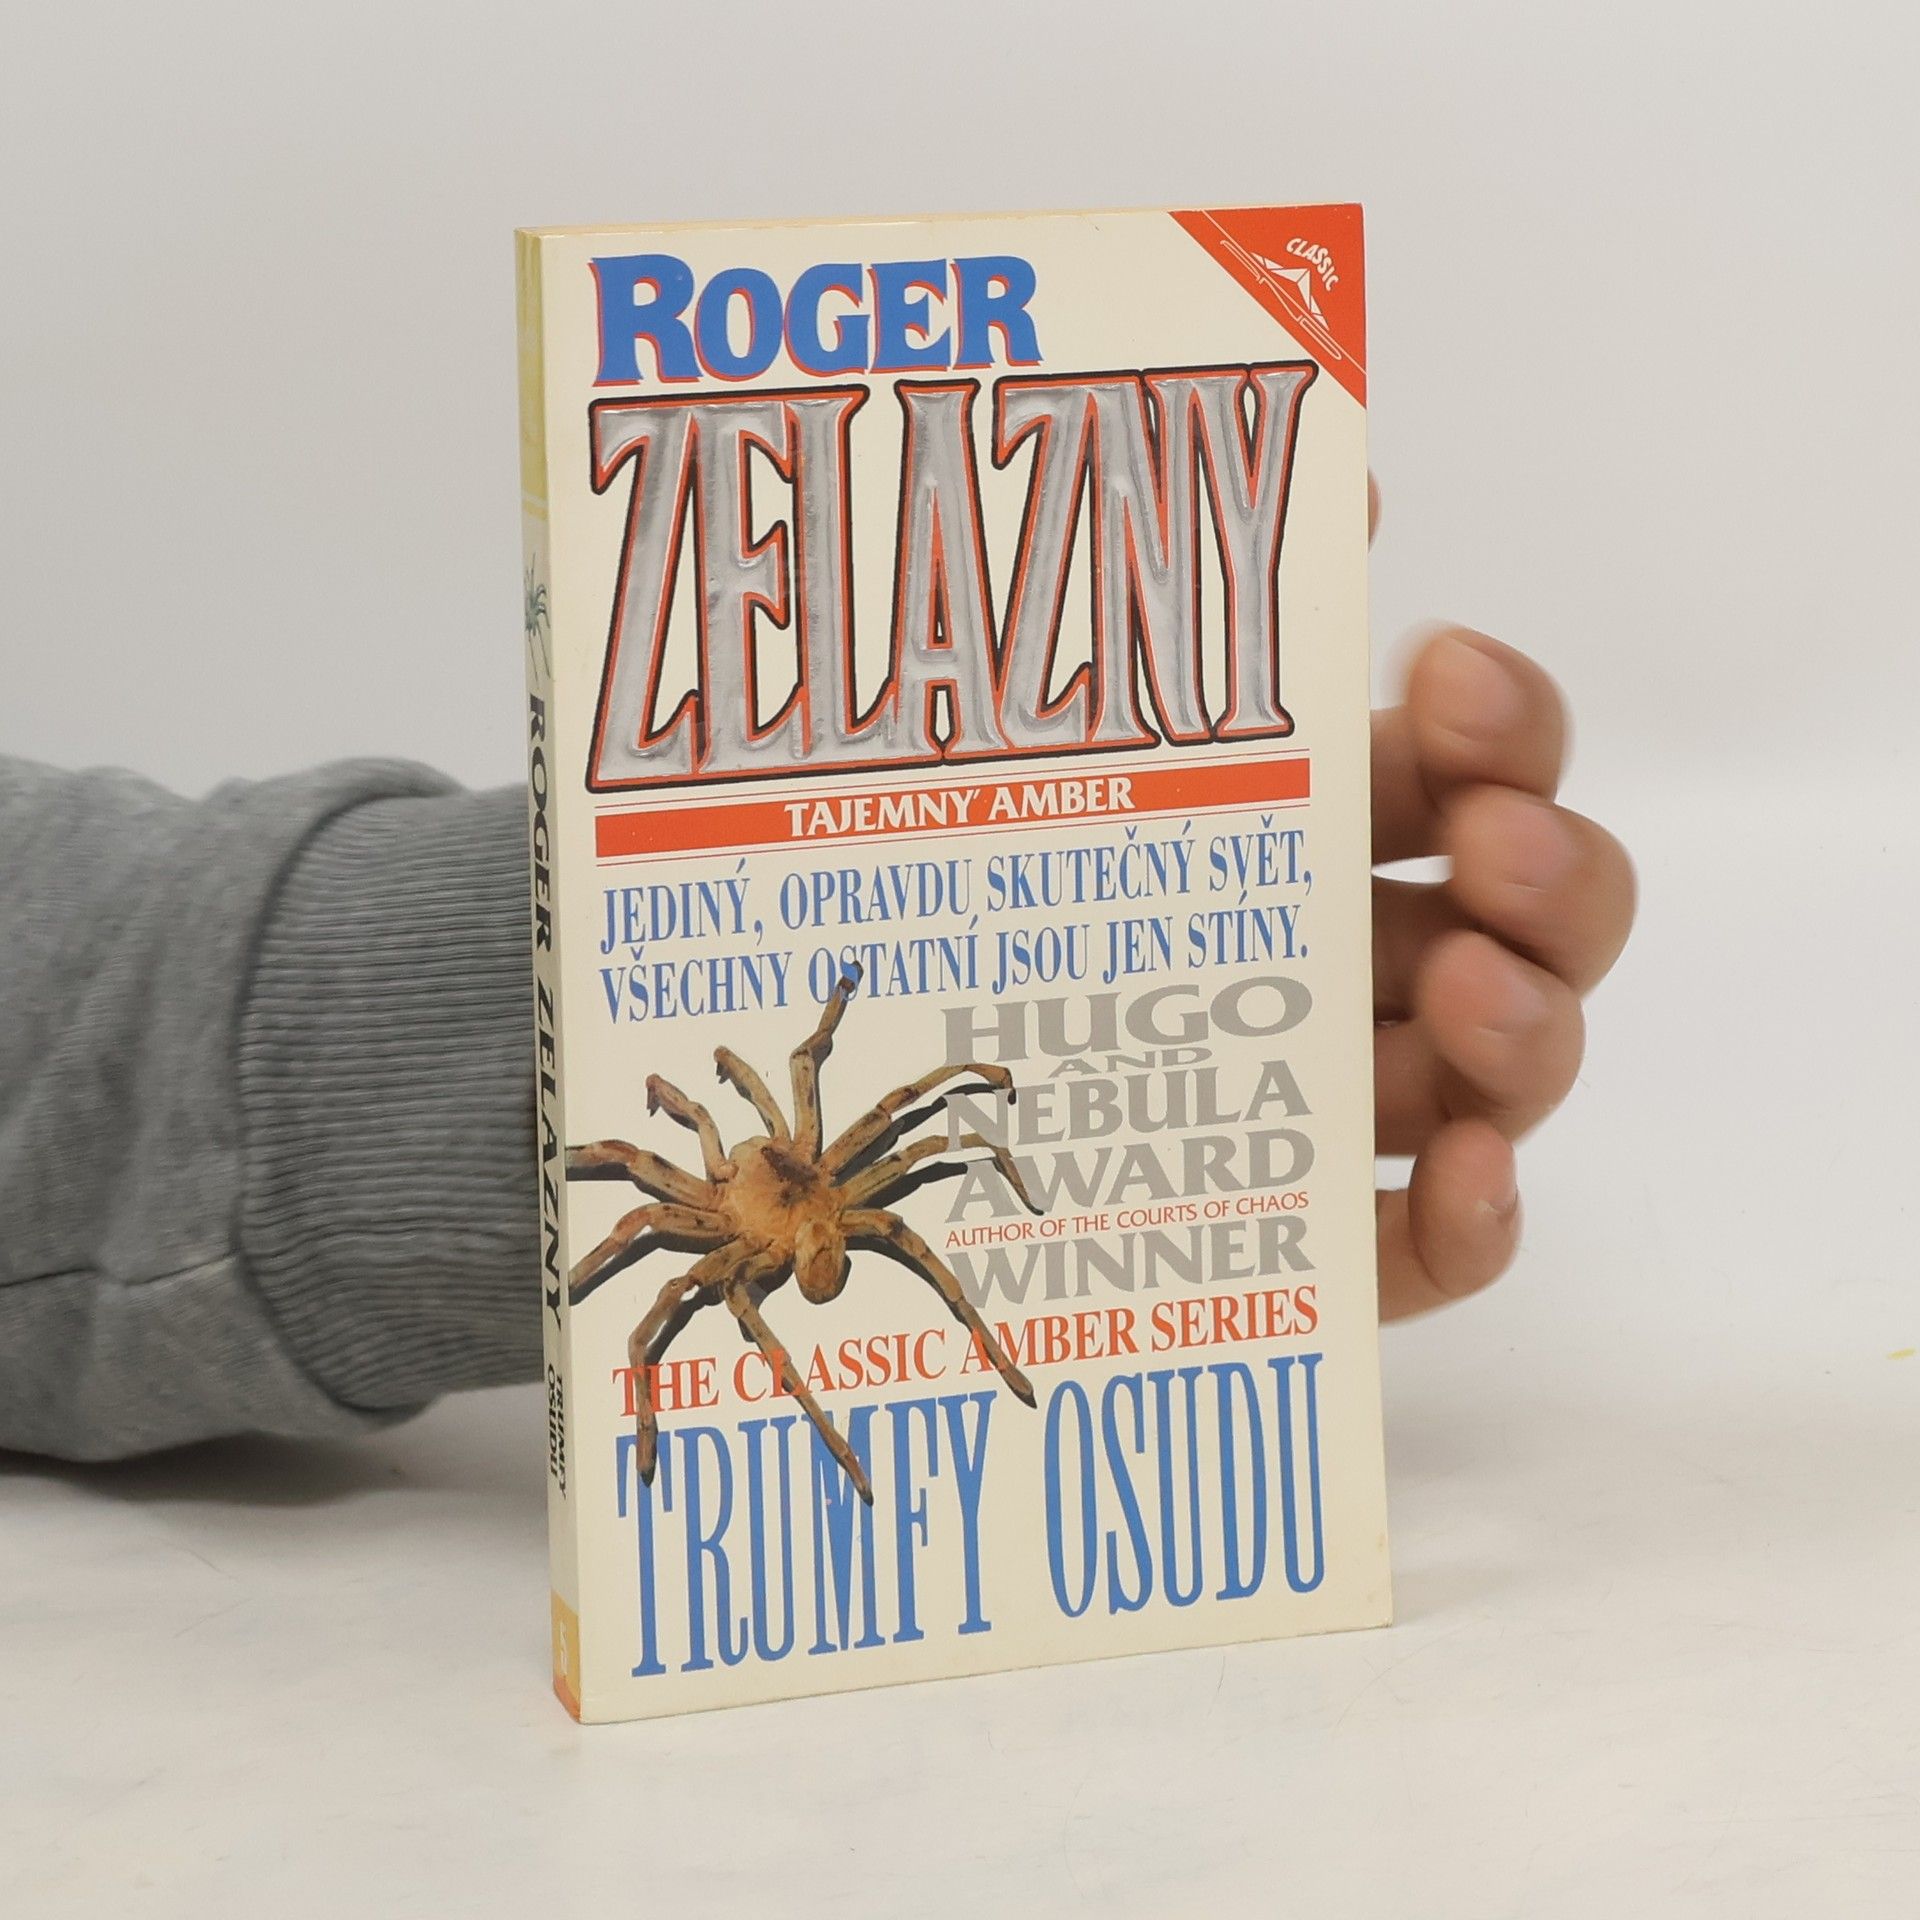 ROGER
ZELAZNY
CLASSIC
TAJEMNÝ AMBER
JEDINÝ, OPRAVDU SKUTEČNÝ SVĚT,
VŠECHNY OSTATNÍ JSOU JEN STÍNY.
HUGO
AND
NEBULA
AWARD
AUTHOR OF THE COURTS OF CHAOS
WINNER
THE CLASSIC AMBER SERIES
TRUMFY OSUDU
ROGER ZELAZNY
TRUMFY
OSUDU